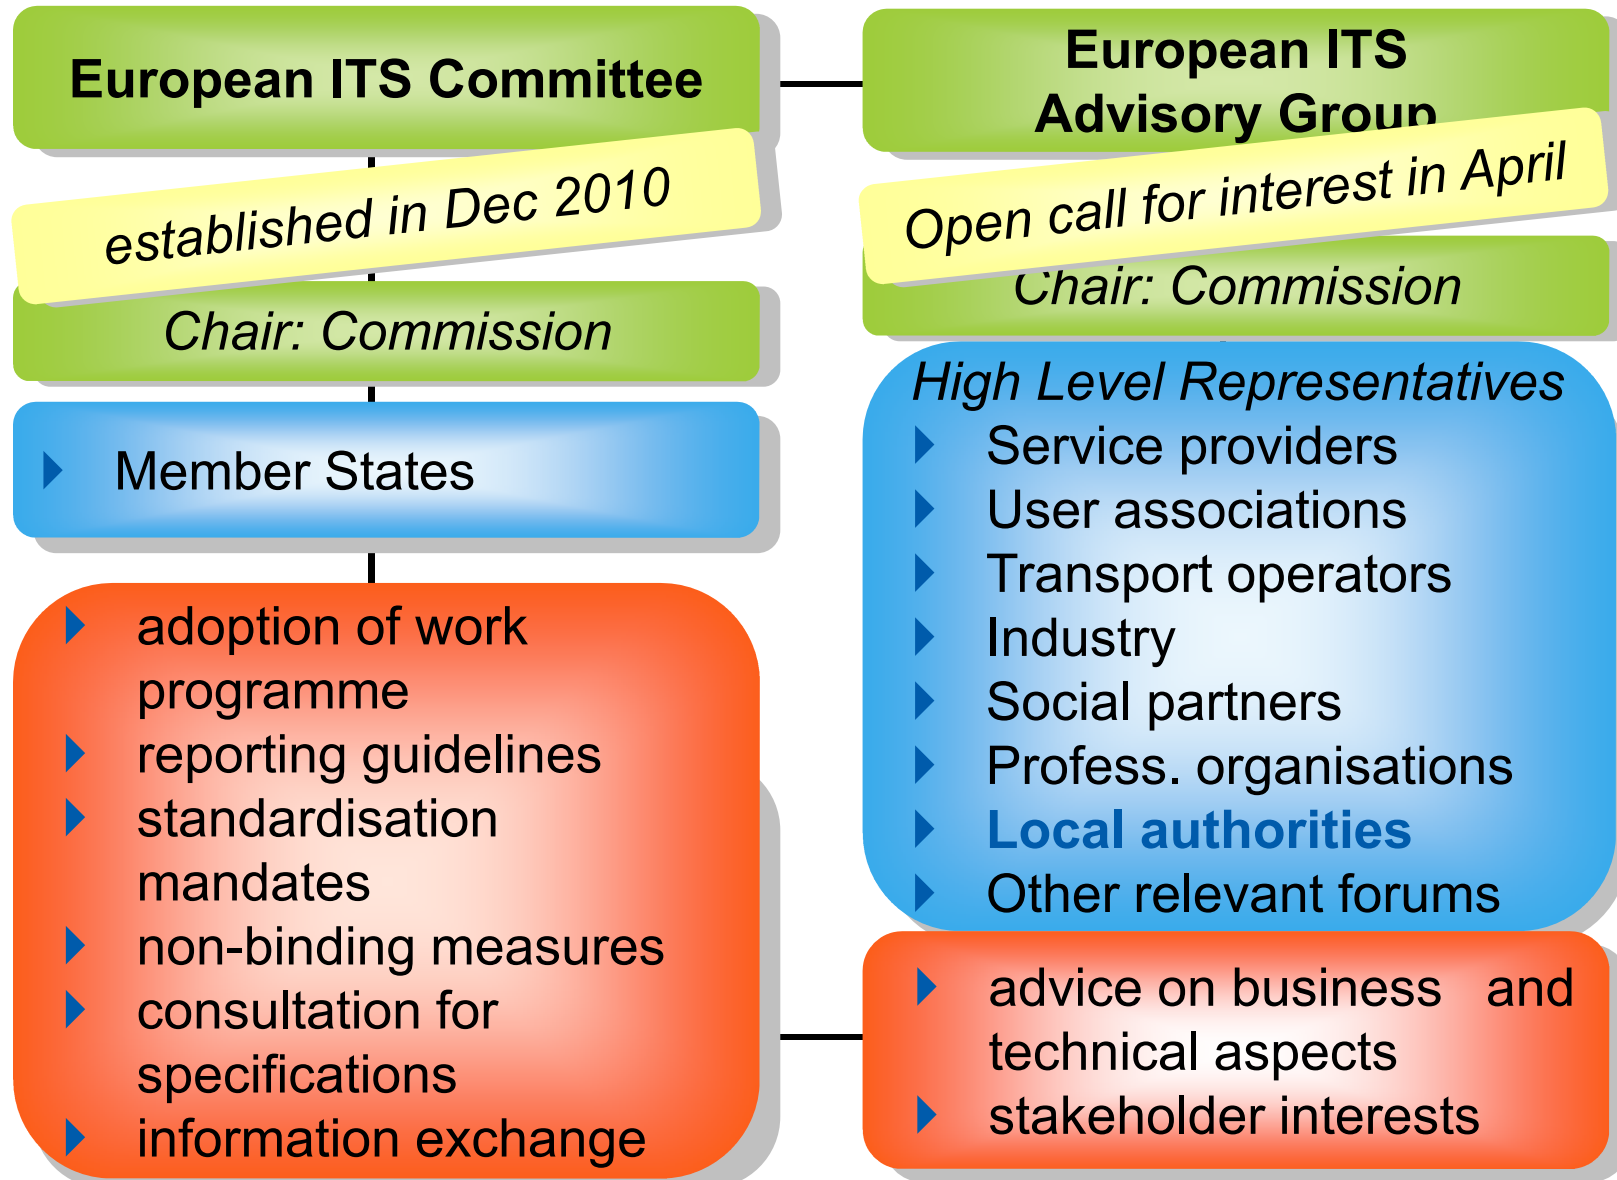 European ITS Committee
established in Dec 2010
Chair: Commission
Member States
adoption of work
programme
reporting guidelines
standardisation
mandates
non-binding measures
consultation for
specifications
information exchange
European ITS
Advisory Group
Open call for interest in April
Chair: Commission
High Level Representatives
Service providers
User associations
Transport operators
Industry
Social partners
Profess. organisations
Local authorities
Other relevant forums
advice on business and
technical aspects
stakeholder interests